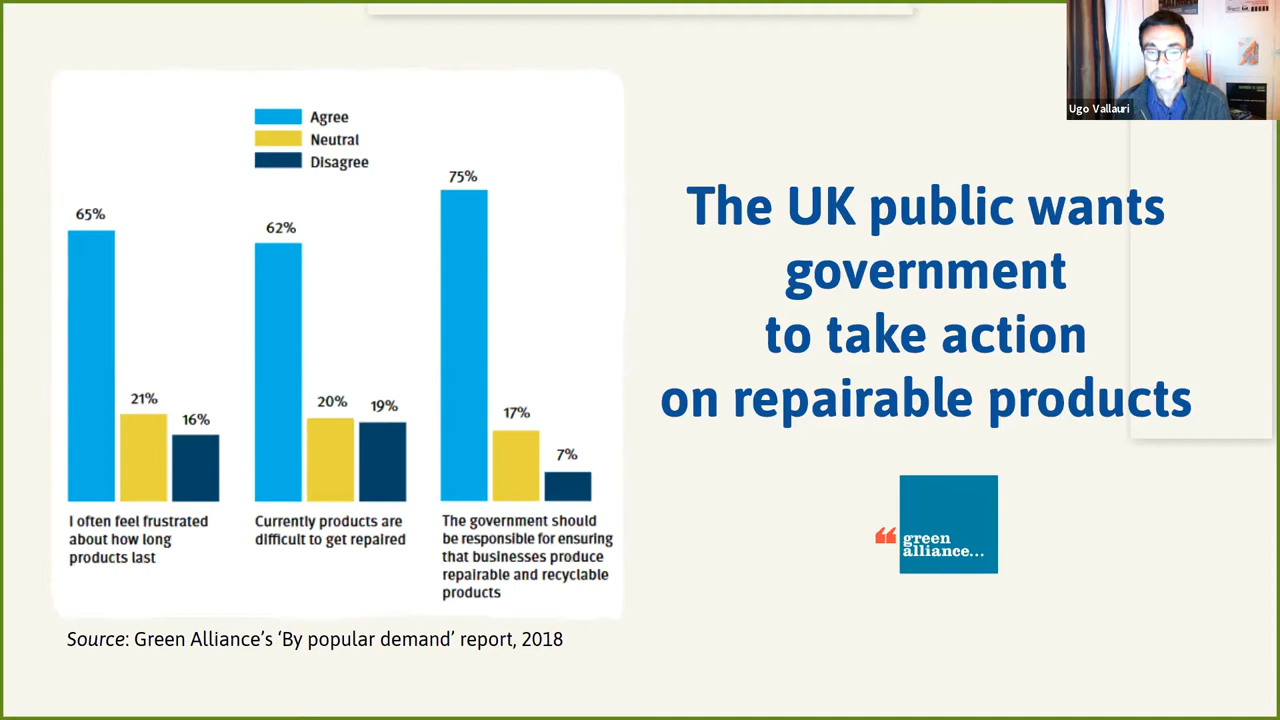 Ugo Vallauri
Agree
Neutral
Disagree
65%
21%
16%
62%
20%
19%
75%
17%
7%
I often feel frustrated
about how long
products last
Currently products are
difficult to get repaired
The government should
be responsible for ensuring
that businesses produce
repairable and recyclable
products
Source: Green Alliance’s ‘By popular demand’ report, 2018
The UK public wants
government
to take action
on repairable products
“ green
alliance...